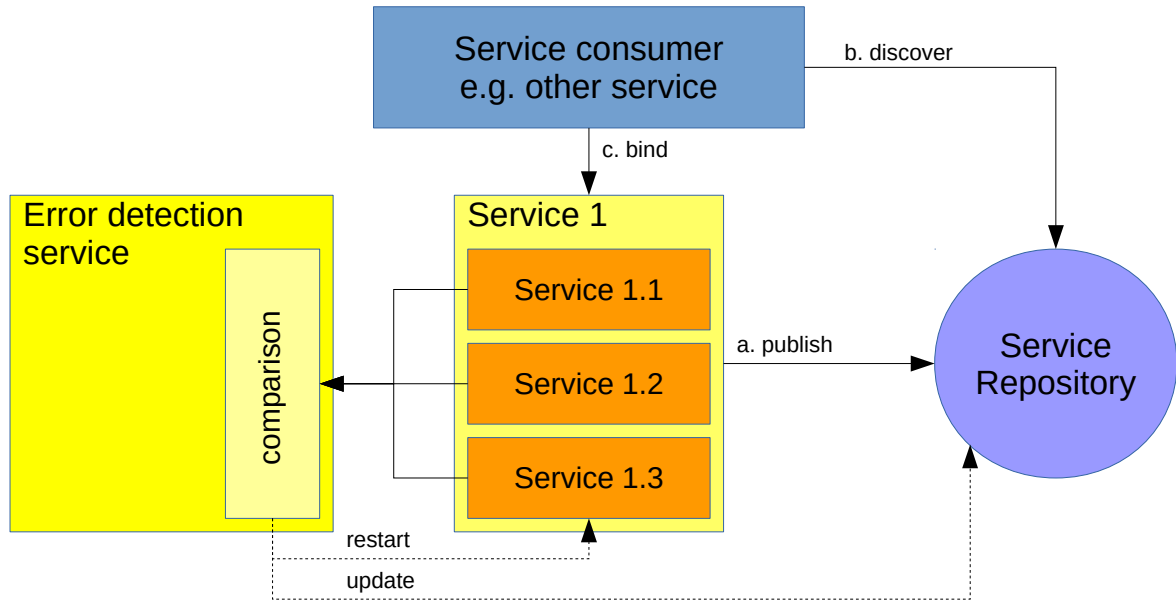 Service consumer
e.g. other service
b. discover
c. bind
Error detection
service
comparison
Service 1
Service 1.1
Service 1.2
Service 1.3
a. publish
Service
Repository
restart
update